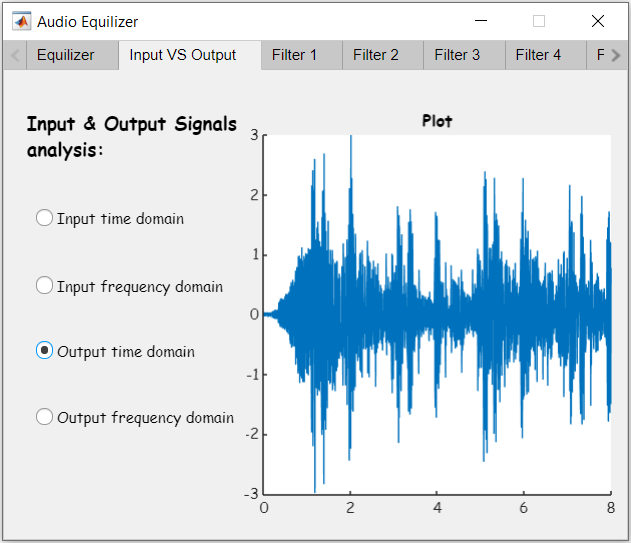 Audio Equilizer
Equilizer Input VS Output Filter 1 Filter 2 Filter 3 Filter 4 F
Input & Output Signals
analysis:
Input time domain
Input frequency domain
Output time domain
Output frequency domain
Plot
3
2
1
0
-1
-2
-3
0 2 4 6 8